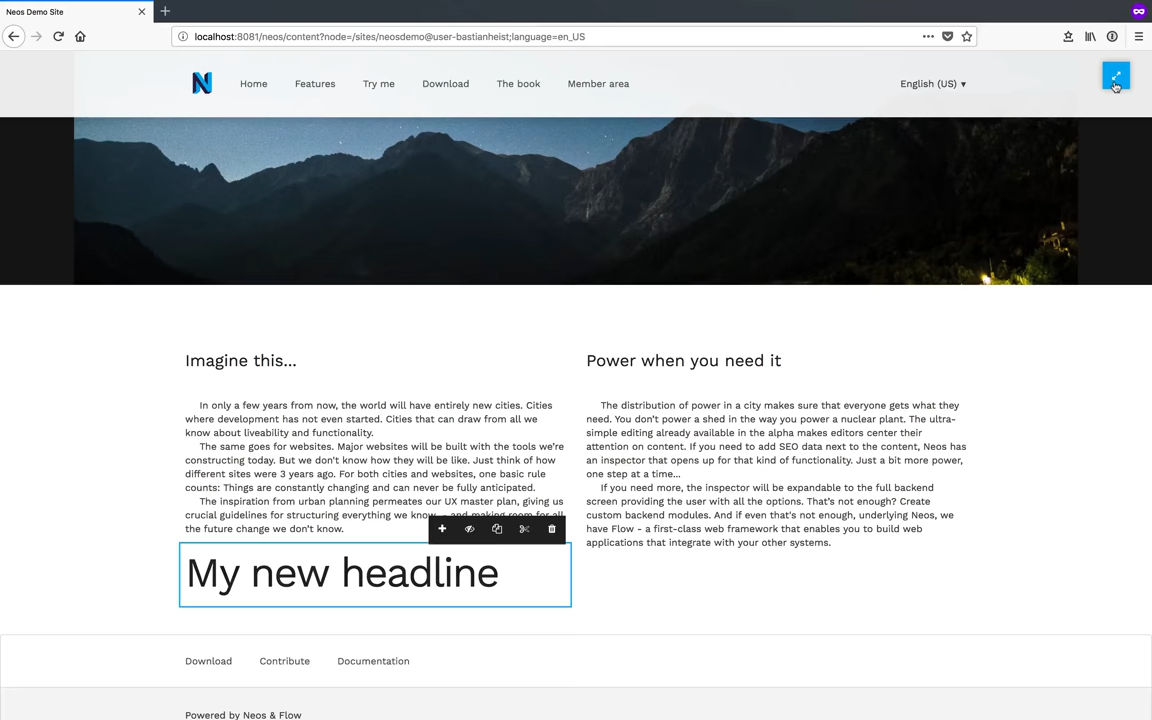 Neos Demo Site
localhost:8081/neos/content?node=/sites/neosdemo@user-bastianheist;language=en_US
Home Features Try me Download The book Member area English (US) ▾
Imagine this...
In only a few years from now, the world will have entirely new cities. Cities
where development has not even started. Cities that can draw from all we
know about liveability and functionality.
The same goes for websites. Major websites will be built with the tools we're
constructing today. But we don't know how they will be like. Just think of how
different sites were 3 years ago. For both cities and websites, one basic rule
counts: Things are constantly changing and can never be fully anticipated.
The inspiration from urban planning permeates our UX master plan, giving us
crucial guidelines for structuring everything we know – and making room for all
the future change we don't know.
My new headline
Power when you need it
The distribution of power in a city makes sure that everyone gets what they
need. You don't power a shed in the way you power a nuclear plant. The ultra-
simple editing already available in the alpha makes editors center their
attention on content. If you need to add SEO data next to the content, Neos has
an inspector that opens up for that kind of functionality. Just a bit more power,
one step at a time...
If you need more, the inspector will be expandable to the full backend
screen providing the user with all the options. That's not enough? Create
custom backend modules. And if even that's not enough, underlying Neos, we
have Flow - a first-class web framework that enables you to build web
applications that integrate with your other systems.
Download Contribute Documentation
Powered by Neos & Flow